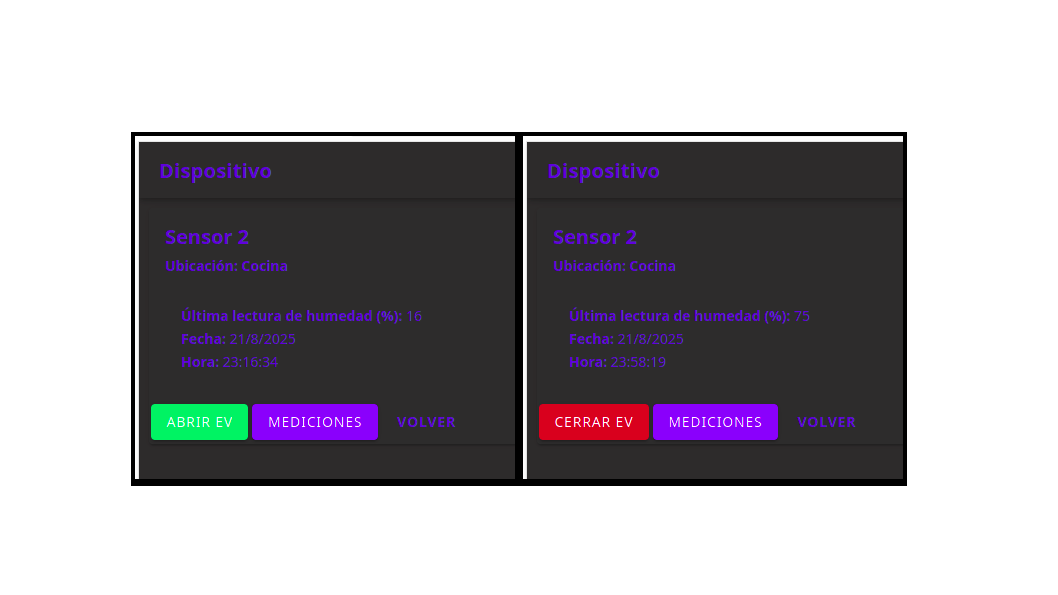 Dispositivo
Sensor 2
Ubicación: Cocina
Última lectura de humedad (%): 16
Fecha: 21/8/2025
Hora: 23:16:34
ABRIR EV MEDICIONES VOLVER
Dispositivo
Sensor 2
Ubicación: Cocina
Última lectura de humedad (%): 75
Fecha: 21/8/2025
Hora: 23:58:19
CERRAR EV MEDICIONES VOLVER